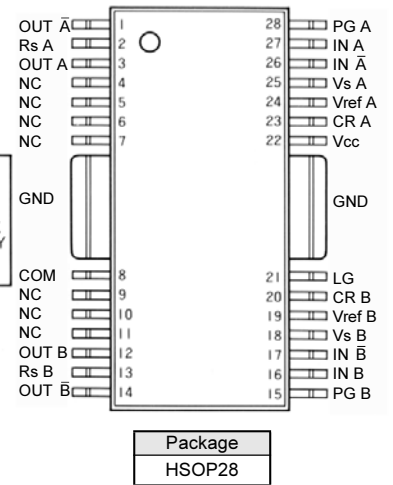 OUT A̅ 1 28 PG A
Rs A 2 27 IN A
OUT A 3 26 IN A̅
NC 4 25 Vs A
NC 5 24 Vref A
NC 6 23 CR A
NC 7 22 Vcc
GND GND
Y
COM 8 21 LG
NC 9 20 CR B
NC 10 19 Vref B
NC 11 18 Vs B
OUT B 12 17 IN B̅
Rs B 13 16 IN B
OUT B̅ 14 15 PG B
Package
HSOP28